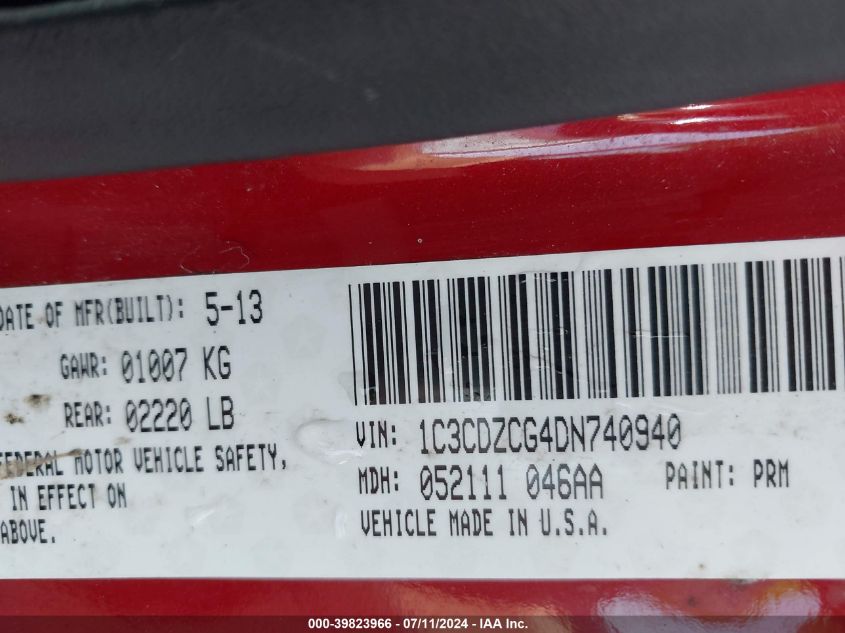 DATE OF MFR(BUILT): 5-13
GAWR: 01007 KG
REAR: 02220 LB
FEDERAL MOTOR VEHICLE SAFETY,
IN EFFECT ON
ABOVE.
VIN: 1C3CDZCG4DN740940
MDH: 052111 046AA PAINT: PRM
VEHICLE MADE IN U.S.A.
000-39823966 - 07/11/2024 - IAA Inc.